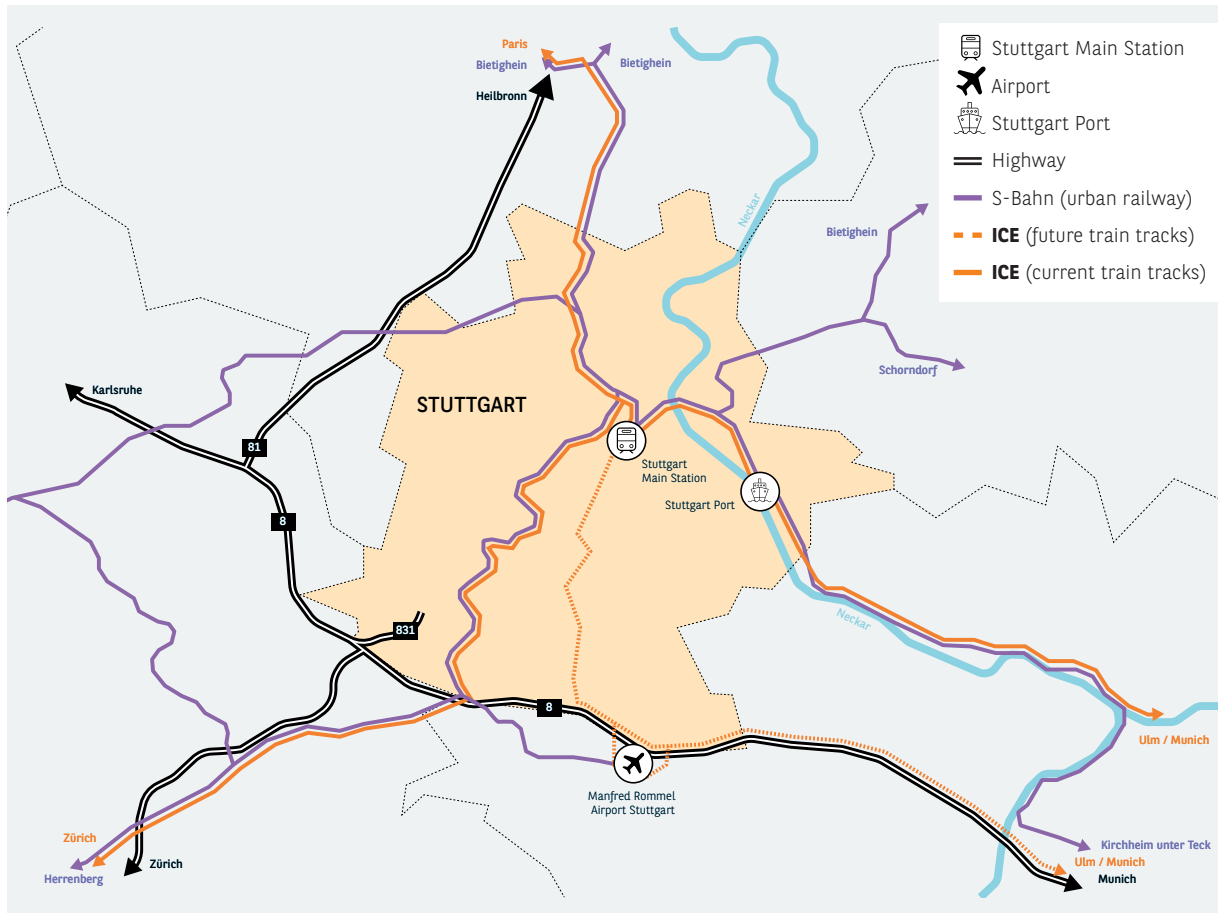 Paris
Bietighein
Bietighein
Heilbronn
Stuttgart Main Station
Airport
Stuttgart Port
Highway
S-Bahn (urban railway)
ICE (future train tracks)
ICE (current train tracks)
Neckar
Bietighein
Schorndorf
Karlsruhe
STUTTGART
81
Stuttgart
Main Station
Stuttgart Port
8
Neckar
831
8
Ulm / Munich
Manfred Rommel
Airport Stuttgart
Zürich
Zürich
Herrenberg
Kirchheim unter Teck
Ulm / Munich
Munich